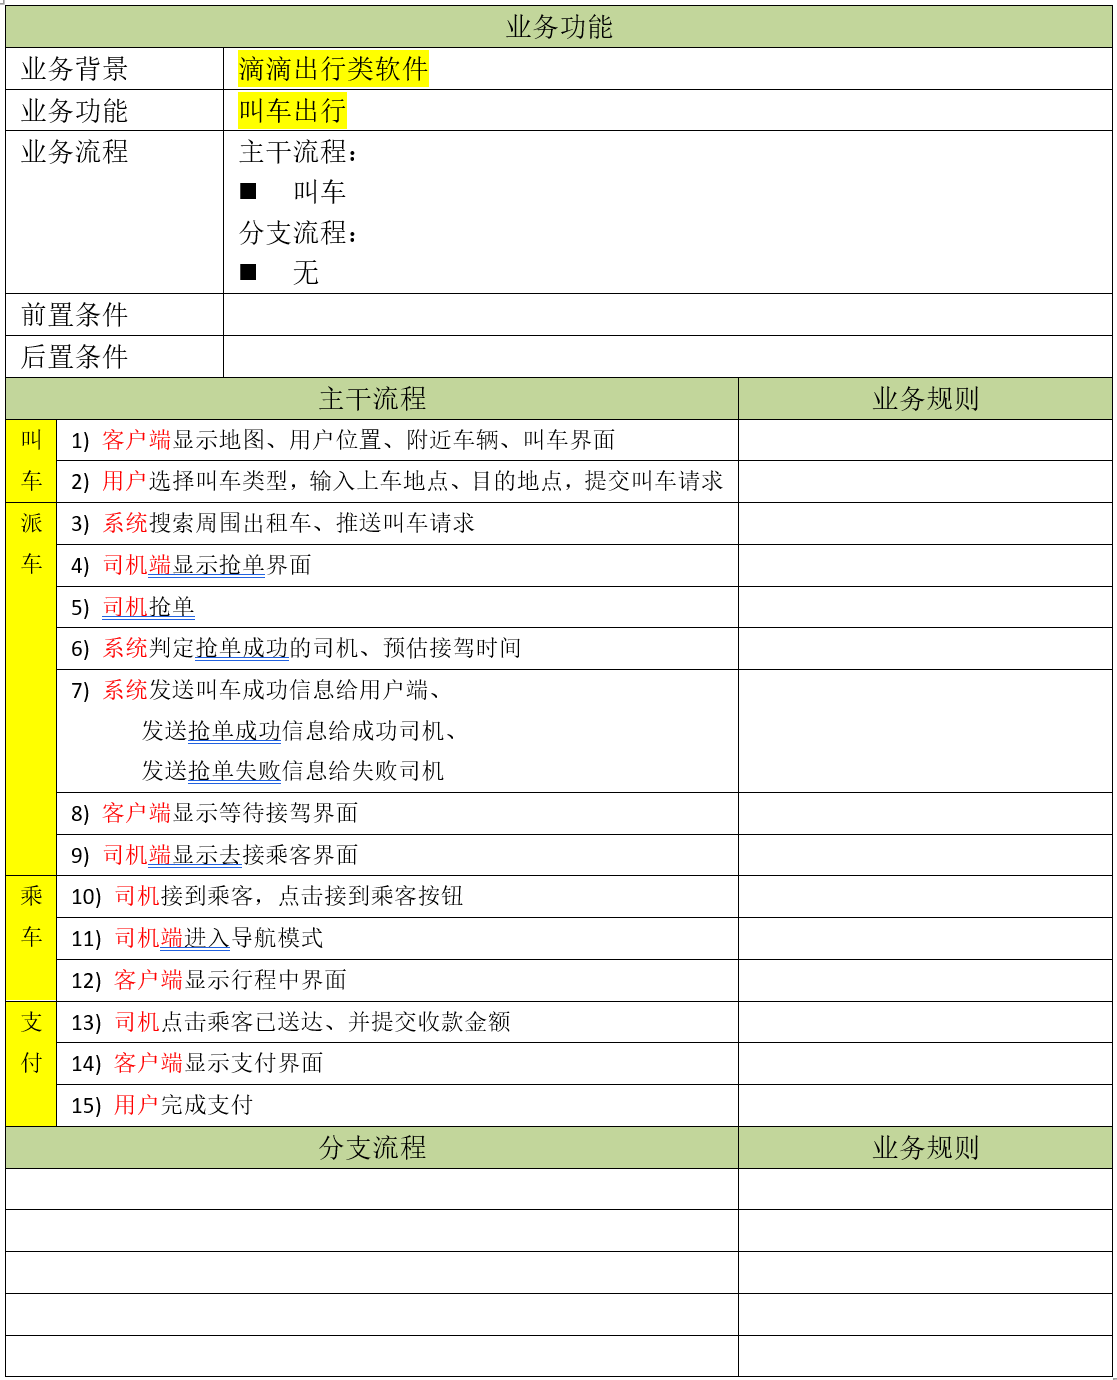 业务功能
业务背景
滴滴出行类软件
业务功能
叫车出行
业务流程
主干流程：
■ 叫车
分支流程：
■ 无
前置条件
后置条件
主干流程
业务规则
叫车
1) 客户端显示地图、用户位置、附近车辆、叫车界面
2) 用户选择叫车类型，输入上车地点、目的地点，提交叫车请求
派车
3) 系统搜索周围出租车、推送叫车请求
4) 司机端显示抢单界面
5) 司机抢单
6) 系统判定抢单成功的司机、预估接驾时间
7) 系统发送叫车成功信息给用户端、
发送抢单成功信息给成功司机、
发送抢单失败信息给失败司机
8) 客户端显示等待接驾界面
9) 司机端显示去接乘客界面
乘车
10) 司机接到乘客，点击接到乘客按钮
11) 司机端进入导航模式
12) 客户端显示行程中界面
支付
13) 司机点击乘客已送达、并提交收款金额
14) 客户端显示支付界面
15) 用户完成支付
分支流程
业务规则